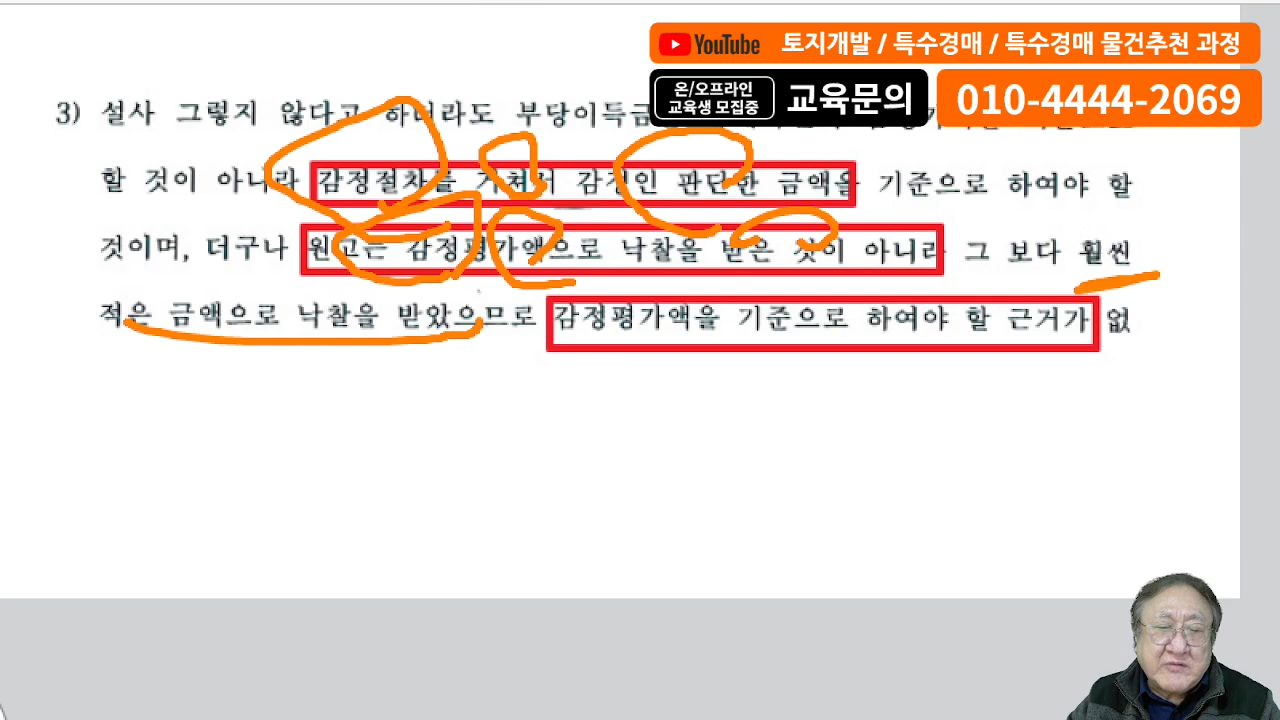 YouTube 토지개발 / 특수경매 / 특수경매 물건추천 과정
온/오프라인
교육생 모집중
교육문의
010-4444-2069
3) 설사 그렇지 않다고 하더라도 부당이득금
할 것이 아니라 감정절차를 거쳐서 감정인 판단한 금액을 기준으로 하여야 할
것이며, 더구나 원고는 감정평가액으로 낙찰을 받은 것이 아니라 그 보다 훨씬
적은 금액으로 낙찰을 받았으므로 감정평가액을 기준으로 하여야 할 근거가 없